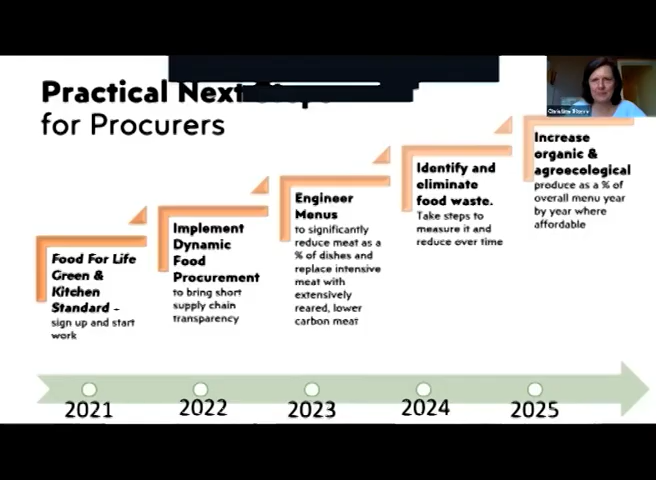 Practical Next
for Procurers
Food For Life
Green &
Kitchen
Standard –
sign up and start
work
Implement
Dynamic
Food
Procurement
to bring short
supply chain
transparency
Engineer
Menus
to significantly
reduce meat as a
% of dishes and
replace intensive
meat with
extensively
reared, lower
carbon meat
Identify and
eliminate
food waste.
Take steps to
measure it and
reduce over time
Increase
organic &
agroecological
produce as a % of
overall menu year
by year where
affordable
2021
2022
2023
2024
2025